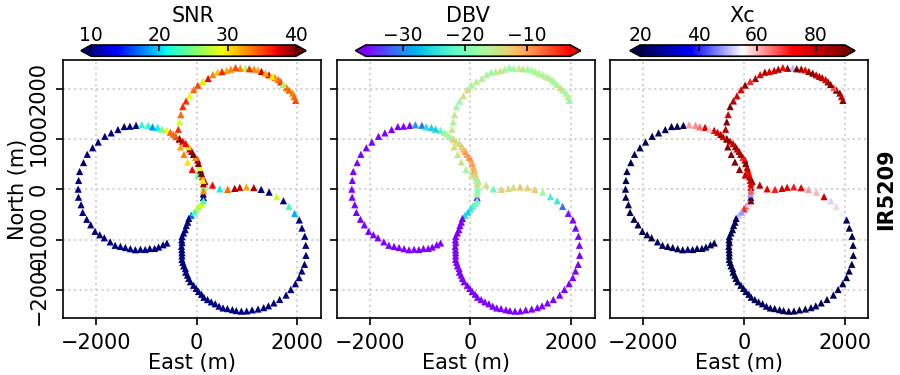 SNR DBV Xc
10 20 30 40 −30 −20 −10 20 40 60 80
North (m)
2000
1000
0
−1000
−2000
−2000 0 2000 −2000 0 2000 −2000 0 2000
East (m) East (m) East (m)
IR5209